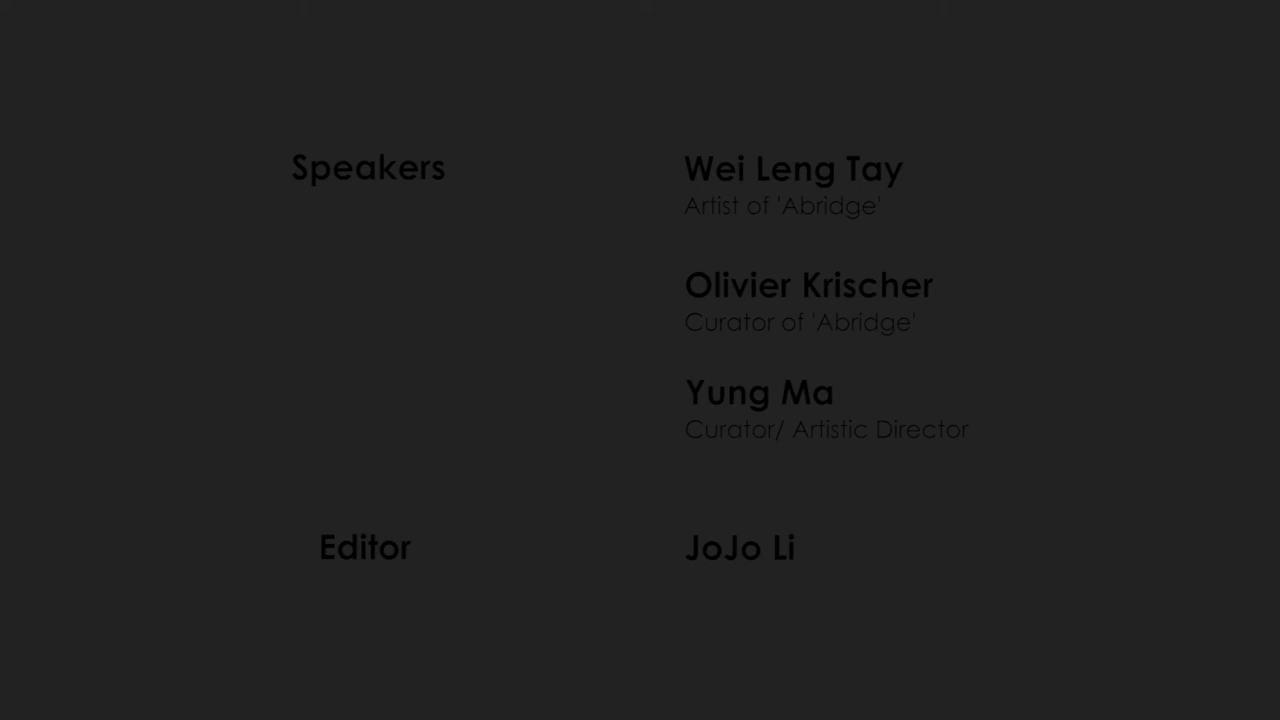 Speakers
Wei Leng Tay
Artist of 'Abridge'
Olivier Krischer
Curator of 'Abridge'
Yung Ma
Curator/ Artistic Director
Editor
JoJo Li